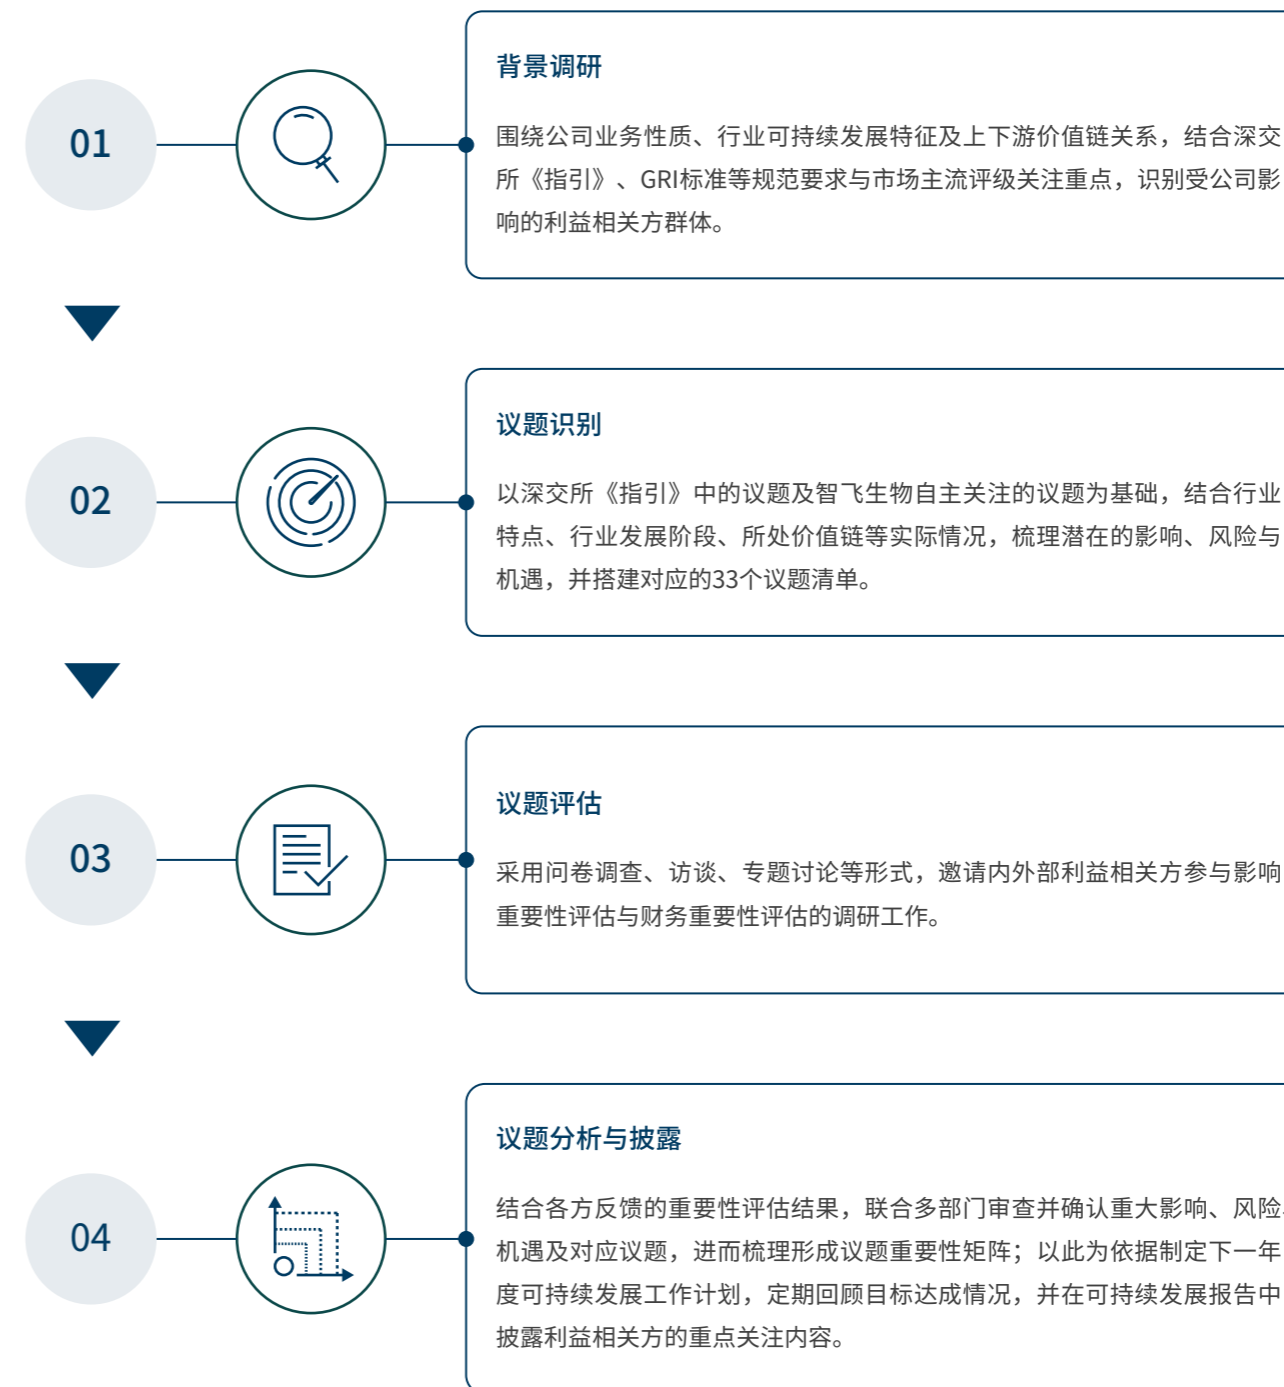 01
背景调研
围绕公司业务性质、行业可持续发展特征及上下游价值链关系，结合深交
所《指引》、GRI标准等规范要求与市场主流评级关注重点，识别受公司影
响的利益相关方群体。
02
议题识别
以深交所《指引》中的议题及智飞生物自主关注的议题为基础，结合行业
特点、行业发展阶段、所处价值链等实际情况，梳理潜在的影响、风险与
机遇，并搭建对应的33个议题清单。
03
议题评估
采用问卷调查、访谈、专题讨论等形式，邀请内外部利益相关方参与影响
重要性评估与财务重要性评估的调研工作。
04
议题分析与披露
结合各方反馈的重要性评估结果，联合多部门审查并确认重大影响、风险、
机遇及对应议题，进而梳理形成议题重要性矩阵；以此为依据制定下一年
度可持续发展工作计划，定期回顾目标达成情况，并在可持续发展报告中
披露利益相关方的重点关注内容。